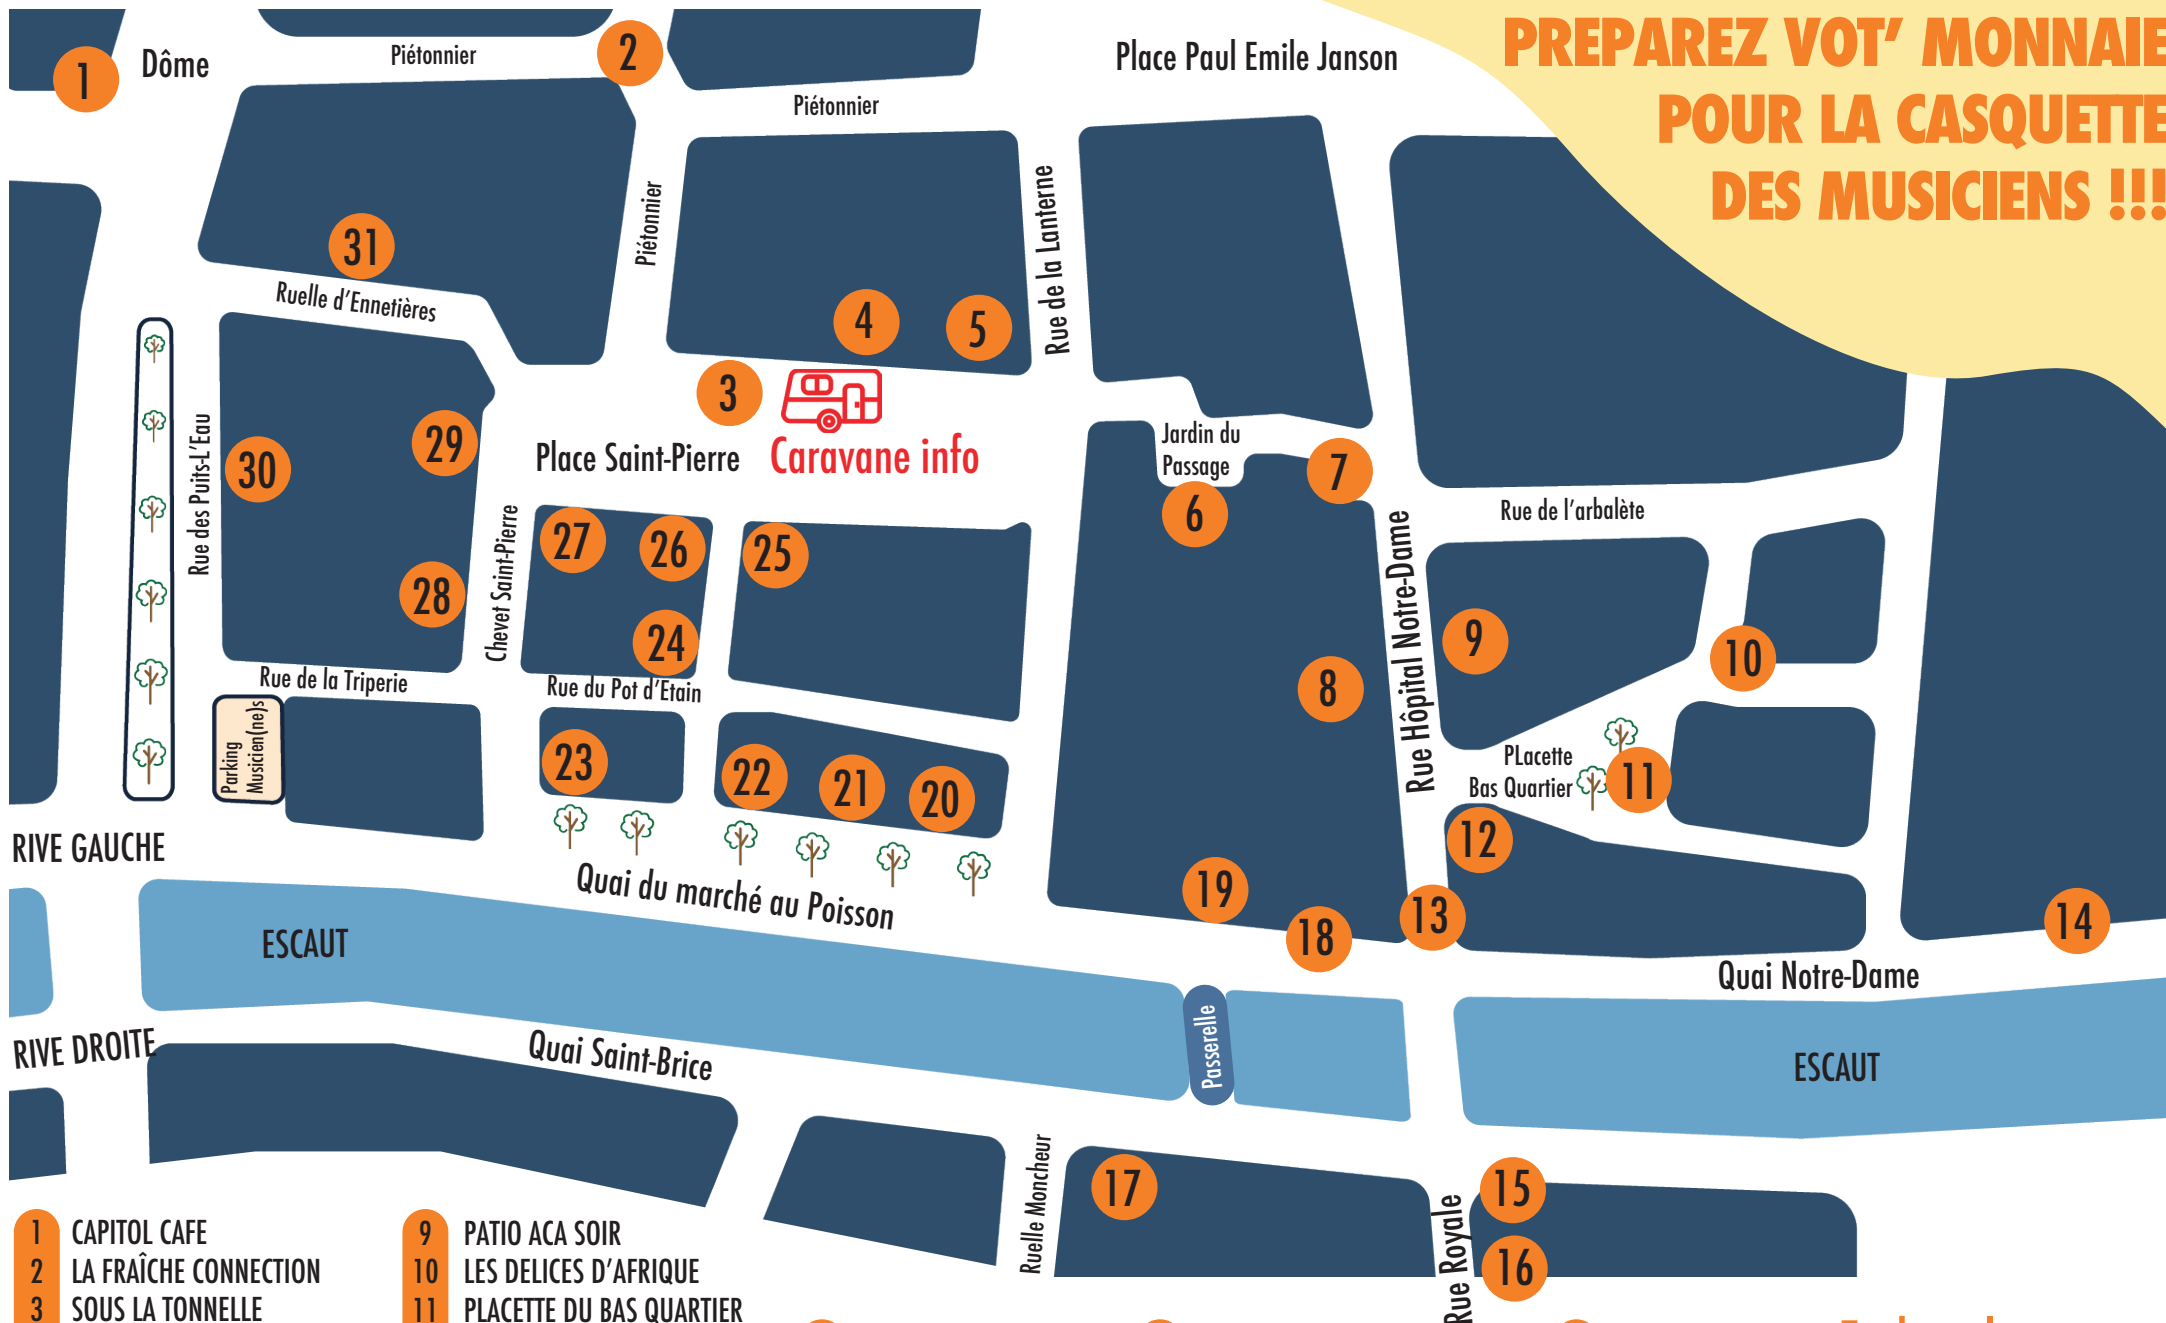 PREPAREZ VOT’ MONNAIE
POUR LA CASQUETTE
DES MUSICIENS !!!
1
Dôme
Piétonnier
2
Place Paul Emile Janson
Piétonnier
Piétonnier
Rue de la Lanterne
31
Ruelle d’Ennetières
4
5
3
Caravane info
Place Saint-Pierre
Jardin du
Passage
7
6
Rue des Puits-L’Eau
30
29
28
Chevet Saint-Pierre
27
26
25
24
Rue de l’arbalète
Rue Hôpital Notre-Dame
9
10
8
Rue de la Triperie
Rue du Pot d’Etain
Parking
Musicien(ne)s
23
22
21
20
PLacette
Bas Quartier
11
12
RIVE GAUCHE
Quai du marché au Poisson
19
18
13
14
ESCAUT
Quai Notre-Dame
RIVE DROITE
Quai Saint-Brice
Passerelle
ESCAUT
Ruelle Moncheur
17
Rue Royale
15
16
1 CAPITOL CAFE
2 LA FRAÎCHE CONNECTION
3 SOUS LA TONNELLE
9 PATIO ACA SOIR
10 LES DELICES D’AFRIQUE
11 PLACETTE DU BAS QUARTIER